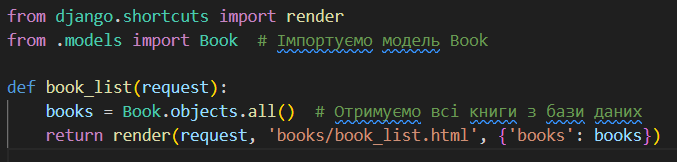 from django.shortcuts import render
from .models import Book  # Імпортуємо модель Book

def book_list(request):
    books = Book.objects.all()  # Отримуємо всі книги з бази даних
    return render(request, 'books/book_list.html', {'books': books})